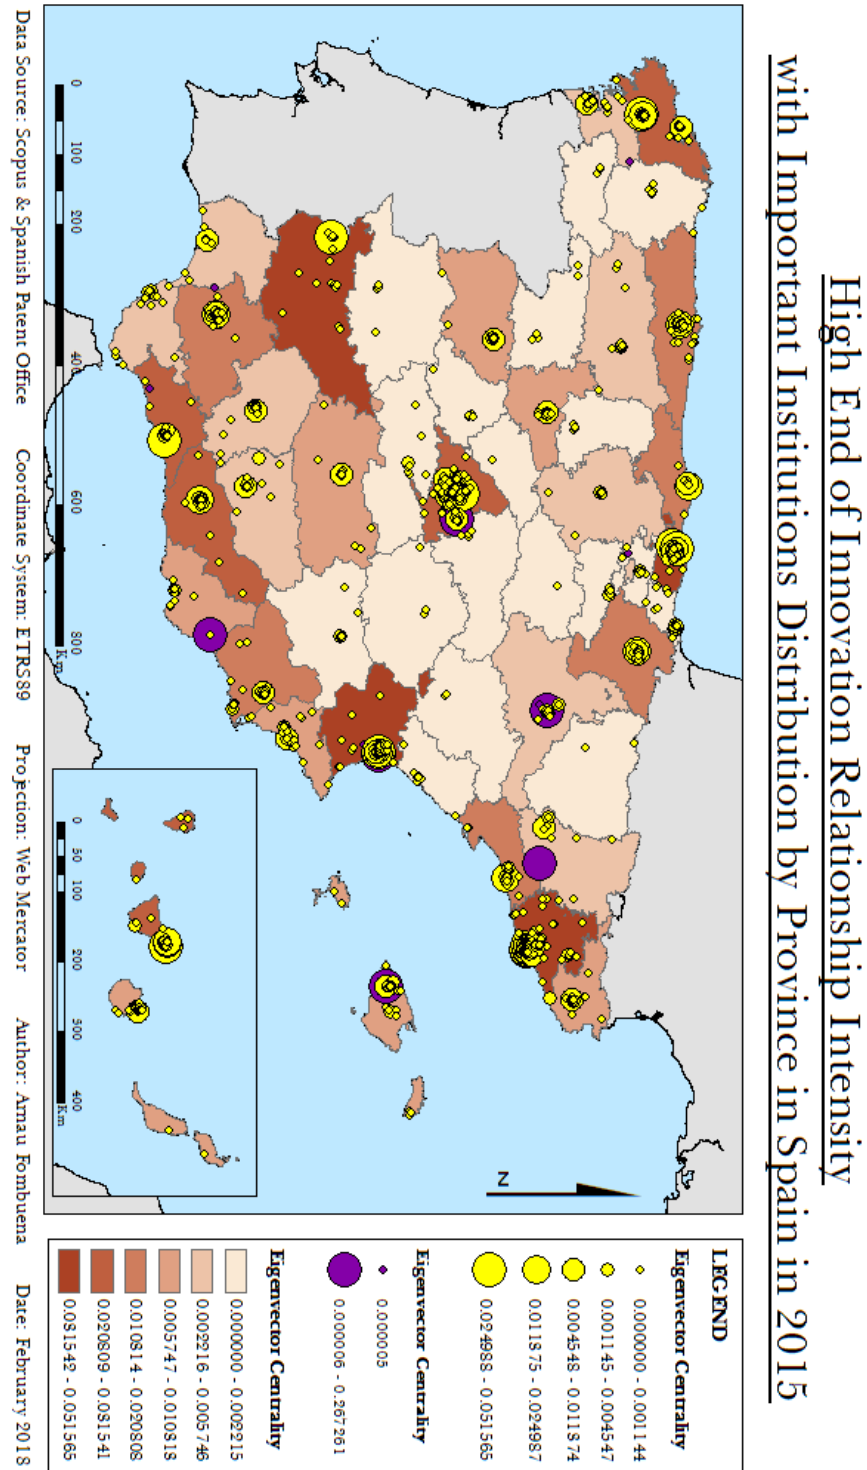 High End of Innovation Relationship Intensity
with Important Institutions Distribution by Province in Spain in 2015
N
0 100 200 400 600 800
Km
0 50 100 200 300 400
Km
LEGEND
Eigenvector Centrality
0.000000 - 0.001144
0.001145 - 0.004547
0.004548 - 0.011874
0.011875 - 0.024987
0.024988 - 0.051565
Eigenvector Centrality
0.000005
0.000006 - 0.267261
Eigenvector Centrality
0.000000 - 0.002215
0.002216 - 0.005746
0.005747 - 0.010813
0.010814 - 0.020808
0.020809 - 0.031541
0.031542 - 0.051565
Data Source: Scopus & Spanish Patent Office Coordinate System: ETRS89 Projection: Web Mercator Author: Arnau Fombuena Date: February 2018